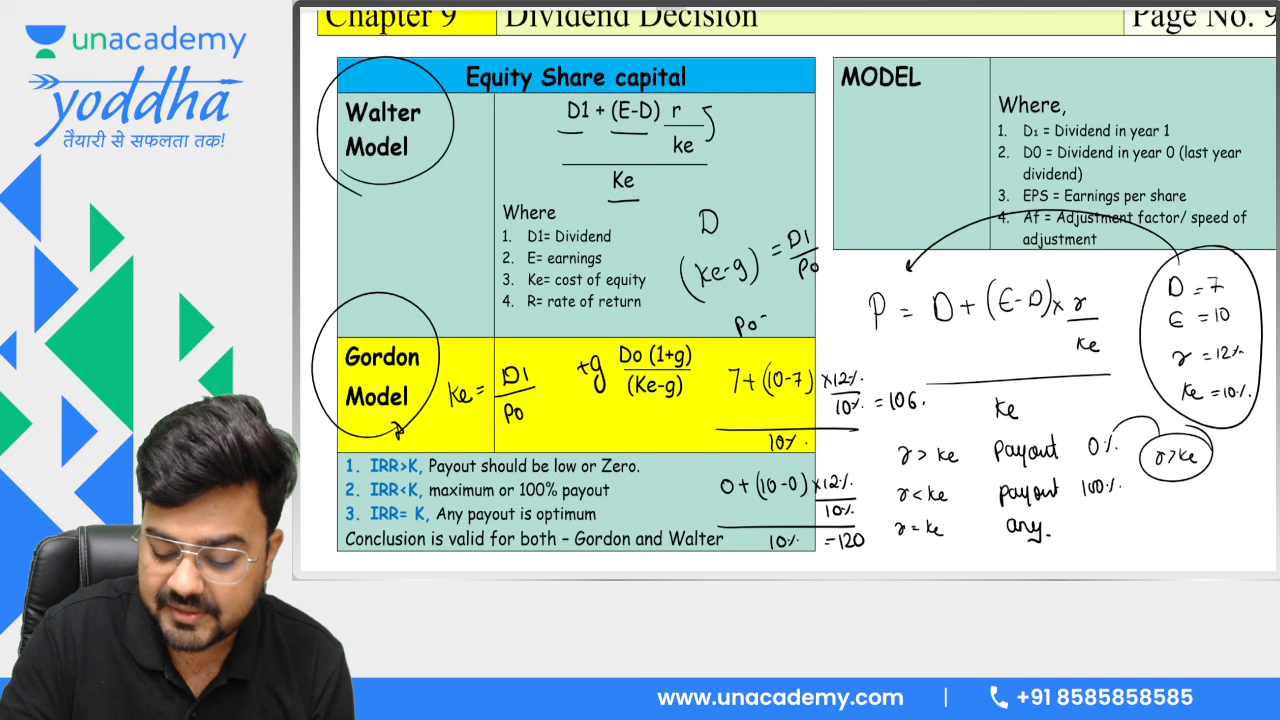 unacademy
yoddha
तैयारी से सफलता तक!
Chapter 9
Dividend Decision
Page No. 9
Equity Share capital
Walter
Model
D1 + (E-D) r
ke
Ke
Where
1. D1= Dividend
2. E= earnings
3. Ke= cost of equity
4. R= rate of return
D
(ke-g) = D1
Po
Po=
Gordon
Model
Ke = D1
Po
+g
Do (1+g)
(Ke-g)
7+(10-7) x12%
10%
= 106.
10%.
1. IRR>K, Payout should be low or Zero.
2. IRR<K, maximum or 100% payout
3. IRR= K, Any payout is optimum
Conclusion is valid for both – Gordon and Walter
0+(10-0) x12%.
10%.
10%. =120
MODEL
Where,
1. D1 = Dividend in year 1
2. D0 = Dividend in year 0 (last year
dividend)
3. EPS = Earnings per share
4. Af = Adjustment factor/ speed of
adjustment
P = D+(E-D)x r
ke
ke
D =7
E =10
r =12%
Ke =10%.
r > ke payout 0%
r>ke
r < ke payout 100%.
r = ke any.
www.unacademy.com | +91 8585858585